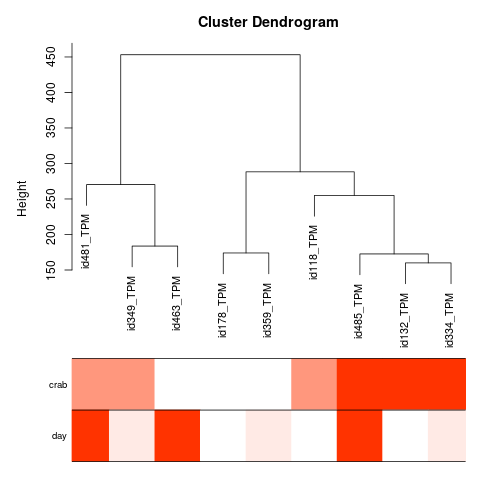 Cluster Dendrogram
Height
450
400
350
300
250
200
150
id481_TPM
id349_TPM
id463_TPM
id178_TPM
id359_TPM
id118_TPM
id485_TPM
id132_TPM
id334_TPM
crab
day